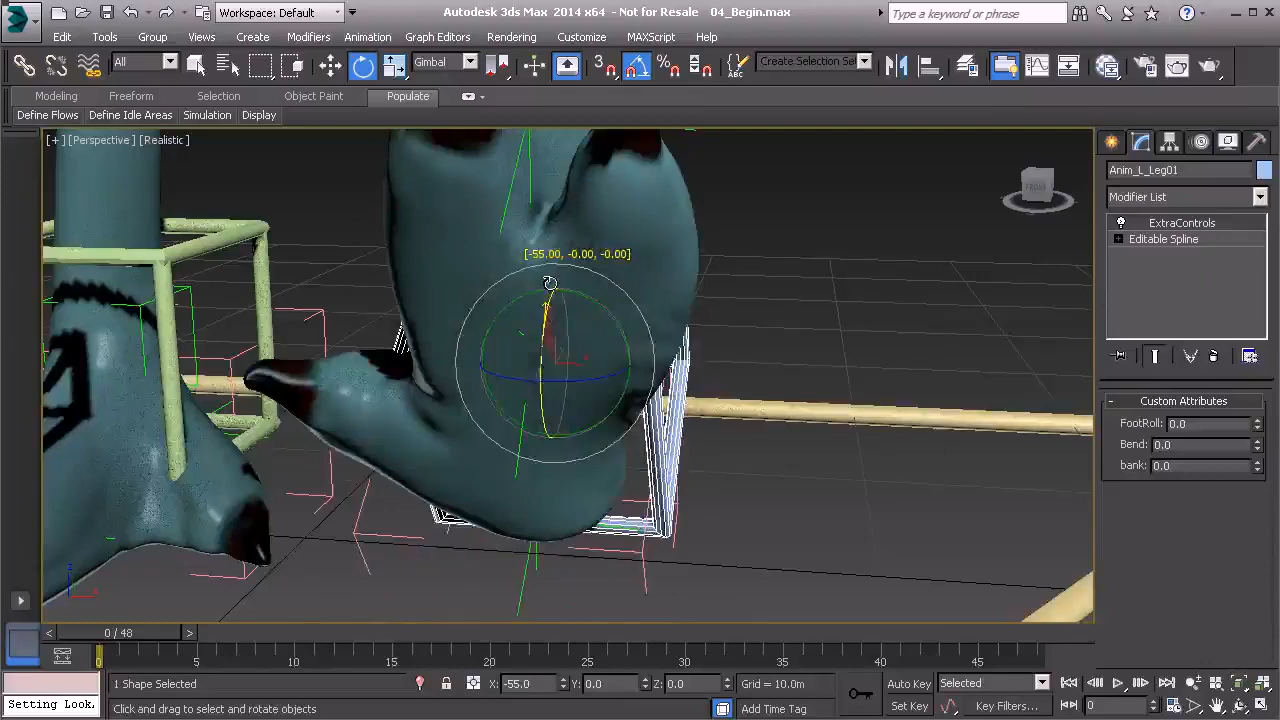 Workspace: Workspace Default
Autodesk 3ds Max 2014 x64 - Not for Resale 04_Begin.max
Type a keyword or phrase
Edit Tools Group Views Create Modifiers Animation Graph Editors Rendering Customize MAXScript Help
All Gimbal 3 % Create Selection Se
Modeling Freeform Selection Object Paint Populate
Define Flows Define Idle Areas Simulation Display
[+] [Perspective] [Realistic]
FRONT
Anim_L_Leg01
Modifier List
ExtraControls
Editable Spline
[-55.00, -0.00, -0.00]
Custom Attributes
FootRoll: 0.0
Bend: 0.0
bank: 0.0
z
x
< 0 / 48 >
0 5 10 15 20 25 30 35 40 45
1 Shape Selected X: -55.0 Y: 0.0 Z: 0.0 Grid = 10.0m Auto Key Selected
Setting Look. Click and drag to select and rotate objects Add Time Tag Set Key Key Filters... 0